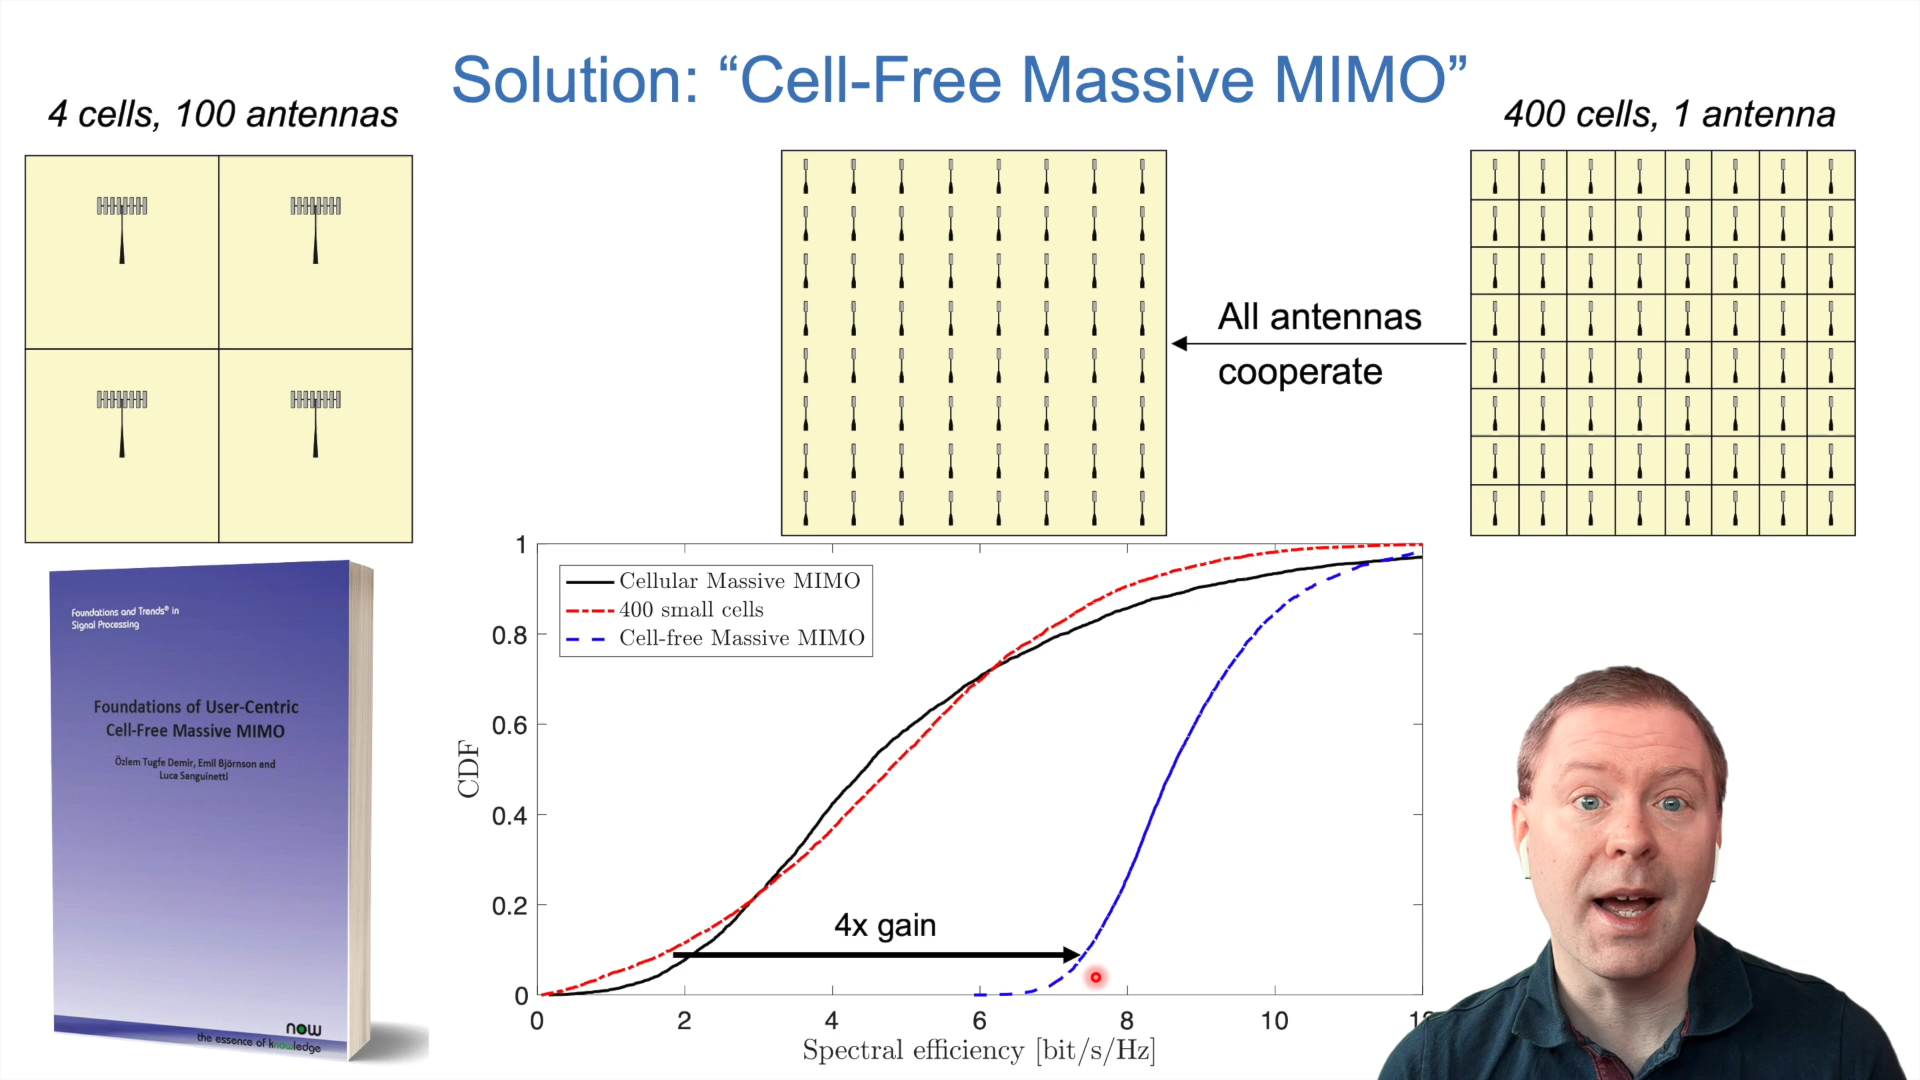 Solution: “Cell-Free Massive MIMO”
4 cells, 100 antennas
400 cells, 1 antenna
All antennas
cooperate
Foundations and Trends® in
Signal Processing
Foundations of User-Centric
Cell-Free Massive MIMO
Özlem Tugfe Demir, Emil Björnson and
Luca Sanguinetti
now
the essence of knowledge
1
0.8
0.6
0.4
0.2
0
CDF
Cellular Massive MIMO
400 small cells
Cell-free Massive MIMO
4x gain
0 2 4 6 8 10
Spectral efficiency [bit/s/Hz]